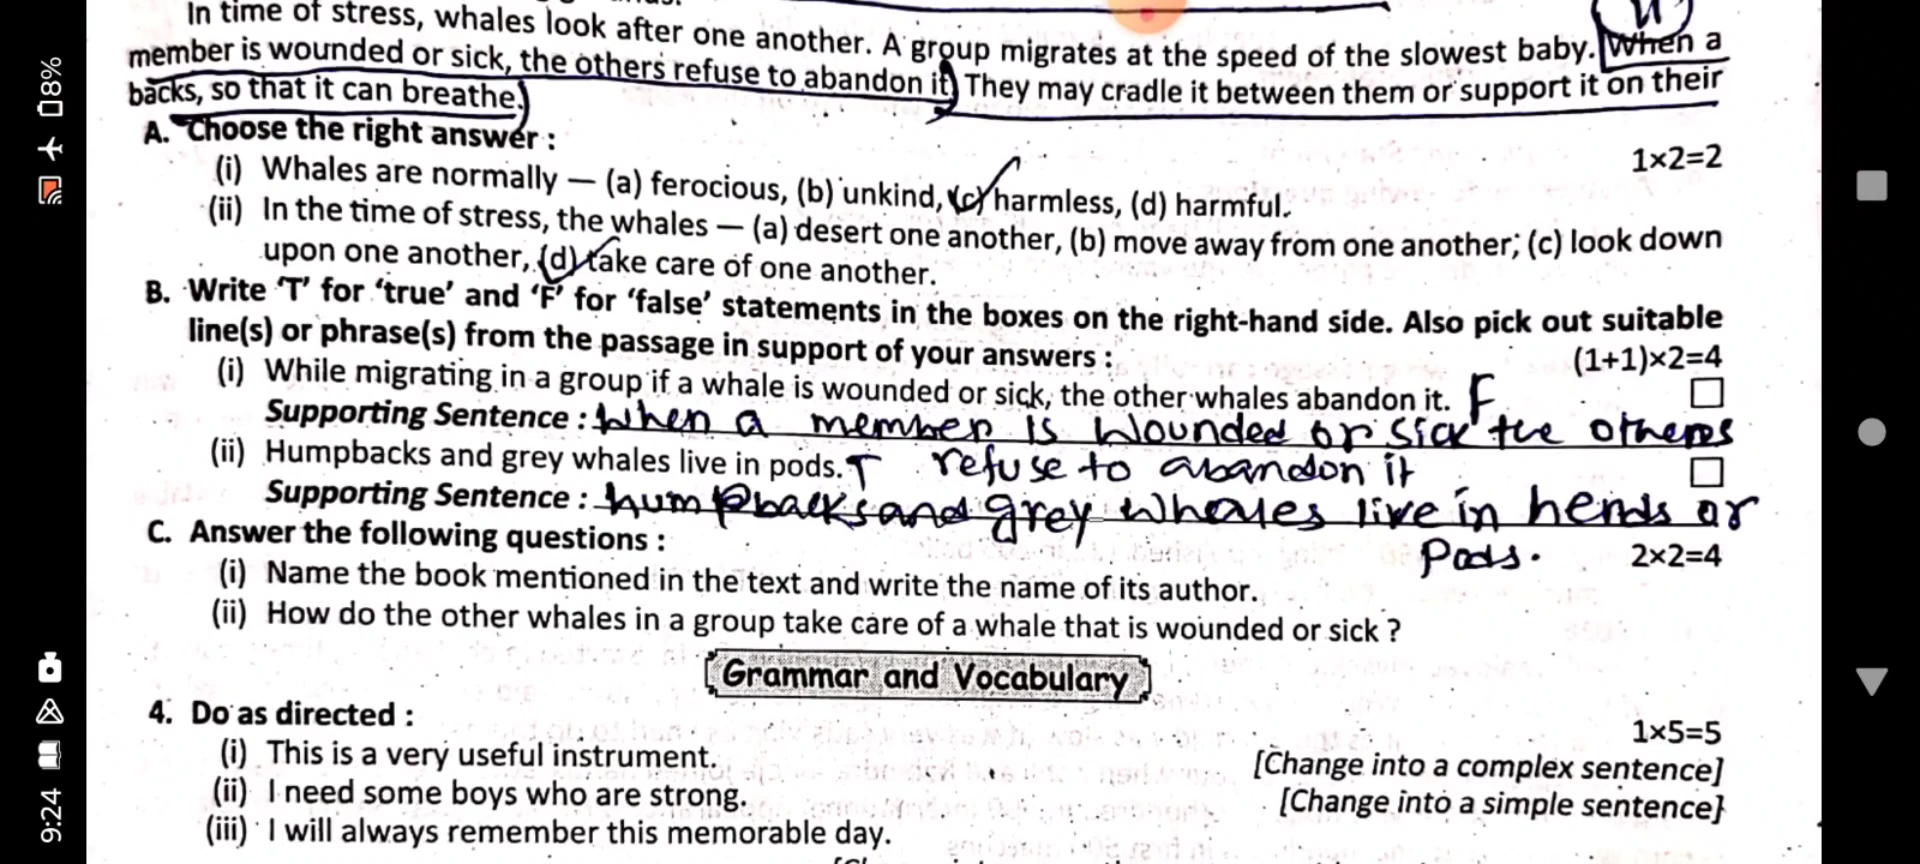 In time of stress, whales look after one another. A group migrates at the speed of the slowest baby. When a
member is wounded or sick, the others refuse to abandon it. They may cradle it between them or support it on their
backs, so that it can breathe.
A. Choose the right answer :
1×2=2
(i) Whales are normally — (a) ferocious, (b) unkind, (c) harmless, (d) harmful.
(ii) In the time of stress, the whales — (a) desert one another, (b) move away from one another; (c) look down
upon one another, (d) take care of one another.
B. Write ‘T’ for ‘true’ and ‘F’ for ‘false’ statements in the boxes on the right-hand side. Also pick out suitable
line(s) or phrase(s) from the passage in support of your answers :
(1+1)×2=4
(i) While migrating in a group if a whale is wounded or sick, the other whales abandon it. F
Supporting Sentence : When a member is wounded or sick the others
refuse to abandon it
(ii) Humpbacks and grey whales live in pods. T
Supporting Sentence : humpbacks and grey whales live in herds or
Pods.
C. Answer the following questions :
2×2=4
(i) Name the book mentioned in the text and write the name of its author.
(ii) How do the other whales in a group take care of a whale that is wounded or sick ?
Grammar and Vocabulary
4. Do as directed :
1×5=5
(i) This is a very useful instrument. [Change into a complex sentence]
(ii) I need some boys who are strong. [Change into a simple sentence]
(iii) I will always remember this memorable day.
8%
9:24